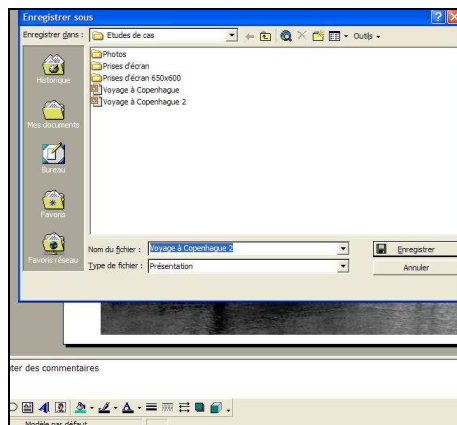 Enregistrer sous
Enregistrer dans :
Etudes de cas
Outils
Photos
Prises d'écran
Prises d'écran 650x600
Voyage à Copenhague
Voyage à Copenhague 2
Historique
Mes documents
Bureau
Favoris
Favoris réseau
Nom du fichier :
Voyage à Copenhague 2
Enregistrer
Type de fichier :
Présentation
Annuler
ter des commentaires
Modèle par défaut